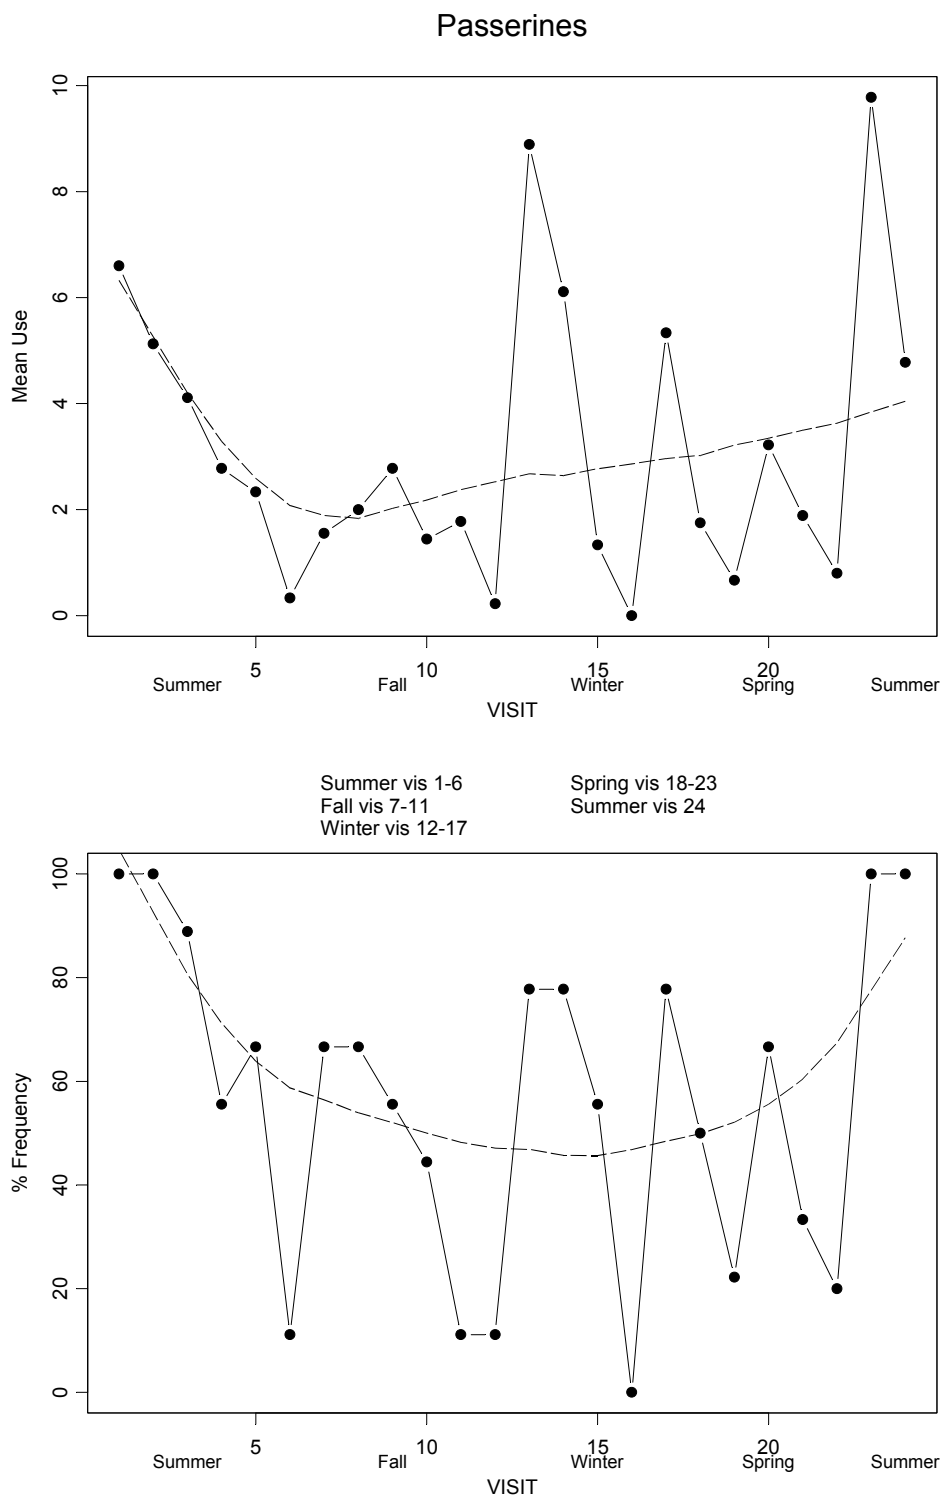 Passerines
10
8
6
4
2
0
Mean Use
5 10 15 20
Summer Fall Winter Spring Summer
VISIT
Summer vis 1-6 Spring vis 18-23
Fall vis 7-11 Summer vis 24
Winter vis 12-17
100
80
60
40
20
0
% Frequency
5 10 15 20
Summer Fall Winter Spring Summer
VISIT